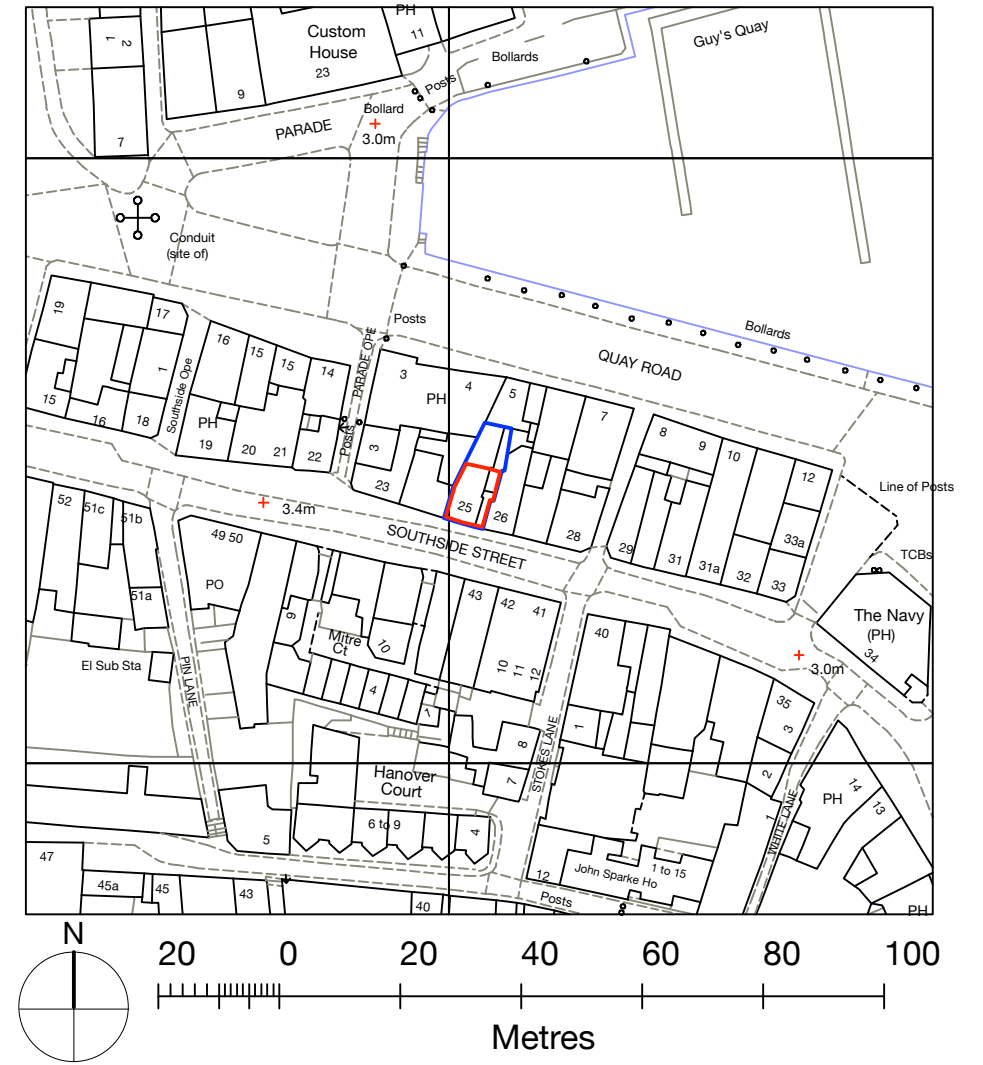 PH
11
1
2
Custom
House
23
9
7
Bollards
Guy's Quay
Posts
Bollard
PARADE
3.0m
Conduit
(site of)
Posts
Bollards
QUAY ROAD
PARADE OPE
19
17
16
15
15
14
3
4
5
7
PH
1
Southside Ope
15
16
18
PH
19
20
21
22
Posts
3
23
25
26
28
8
9
10
12
33a
29
31
31a
32
33
Line of Posts
TCBs
The Navy
(PH)
34
3.0m
3.4m
SOUTHSIDE STREET
52
51c
51b
51a
49 50
PO
9
Mitre
Ct
10
43
42
41
10
11
12
40
El Sub Sta
PIN LANE
4
1
8
7
STOKES LANE
1
35
3
2
1
WHITE LANE
PH
14
13
Hanover
Court
6 to 9
4
5
47
45a
45
43
40
12
John Sparke Ho
1 to 15
Posts
PH
N
20
0
20
40
60
80
100
Metres